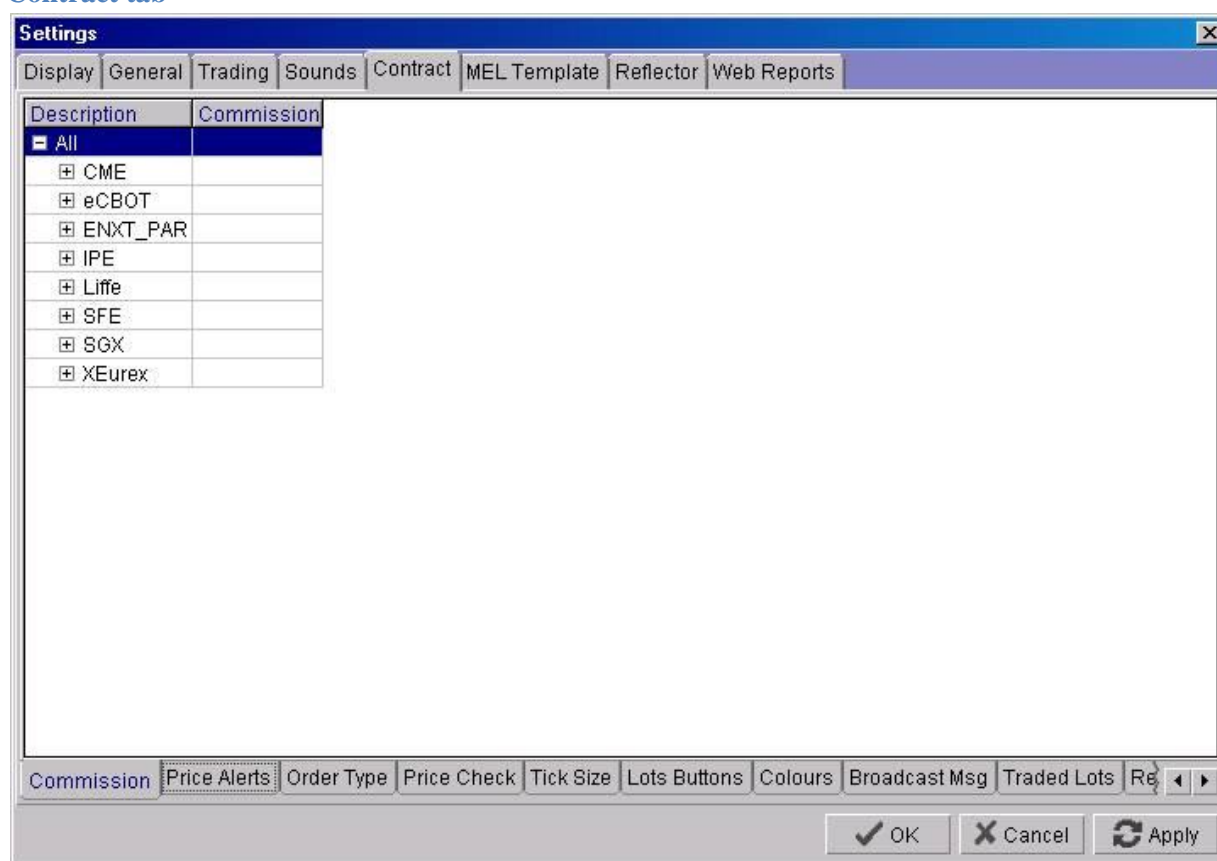 Contract tab
Settings
Display General Trading Sounds Contract MEL Template Reflector Web Reports
Description Commission
All
CME
eCBOT
ENXT_PAR
IPE
Liffe
SFE
SGX
XEurex
Commission Price Alerts Order Type Price Check Tick Size Lots Buttons Colours Broadcast Msg Traded Lots
OK Cancel Apply